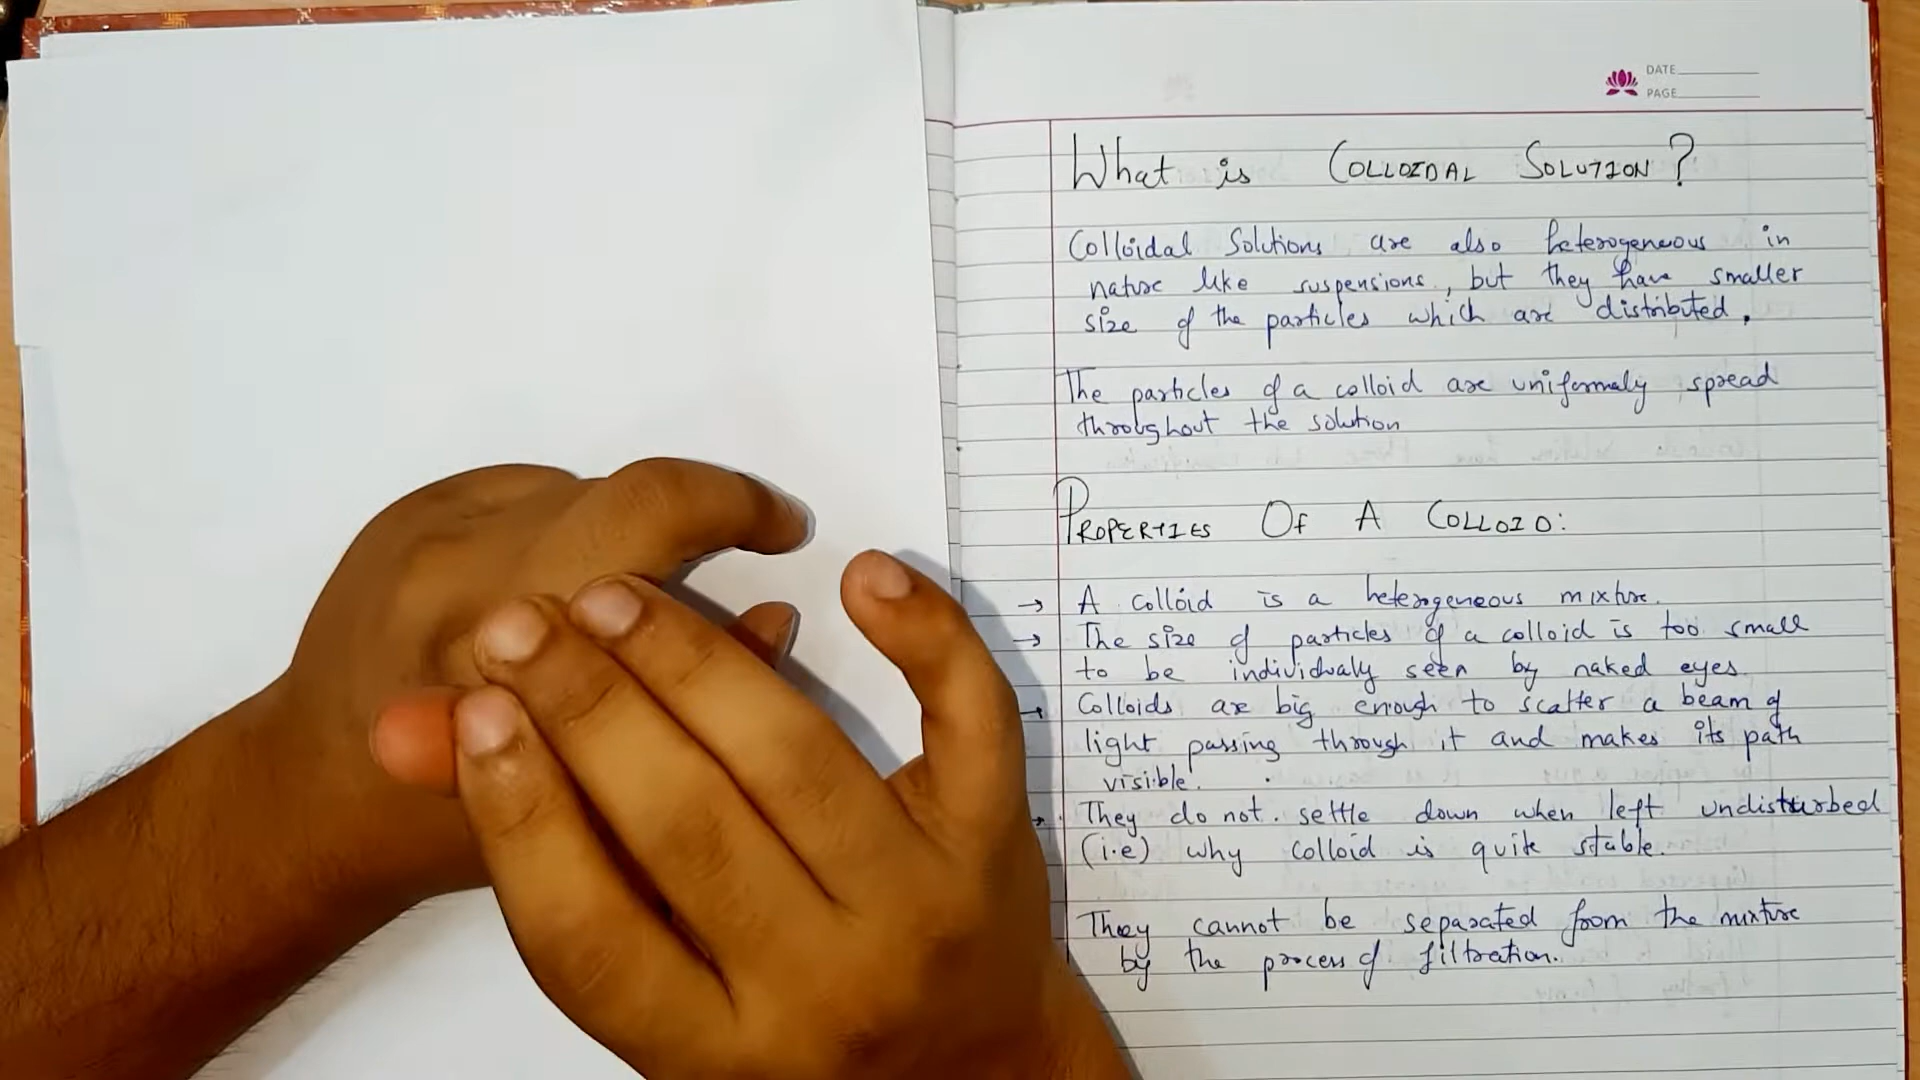 DATE
PAGE
What is COLLOIDAL SOLUTION?
Colloidal Solutions are also heterogeneous in
nature like suspensions, but they have smaller
size of the particles which are distributed.
The particles of a colloid are uniformaly spread
throughout the solution
PROPERTIES Of A COLLOID:
→ A colloid is a heterogeneous mixture.
→ The size of particles of a colloid is too small
to be individualy seen by naked eyes
→ Colloids are big enough to scatter a beam of
light passing through it and makes its path
visible.
→ They do not settle down when left undisturbed
(i.e) why colloid is quite stable.
They cannot be separated from the mixture
by the process of filtration.